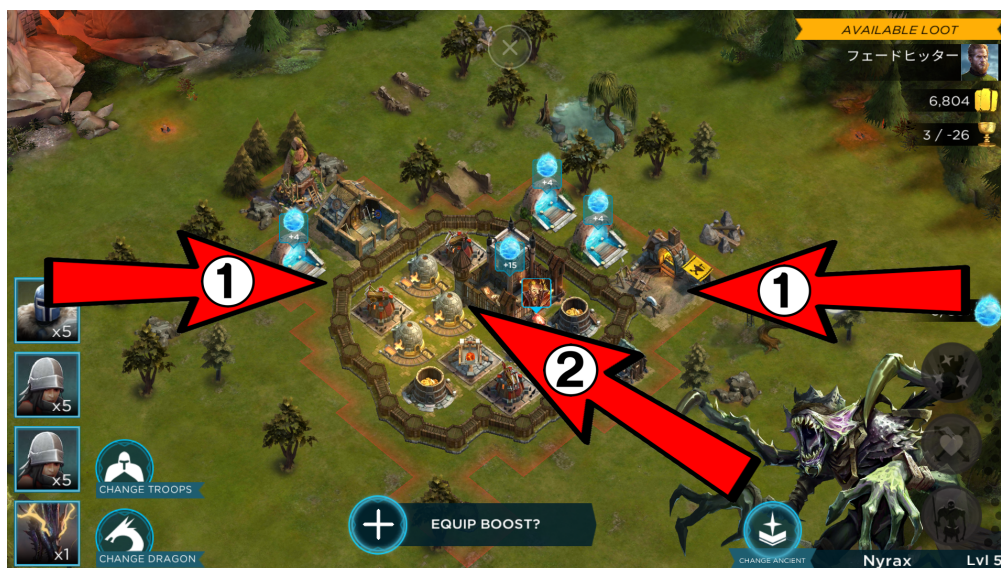 AVAILABLE LOOT
フェードヒッター
6,804
3 / -26
+4
+4
+4
+15
1
1
2
x5
x5
x5
x1
CHANGE TROOPS
CHANGE DRAGON
EQUIP BOOST?
CHANGE ANCIENT
Nyrax
Lvl 5